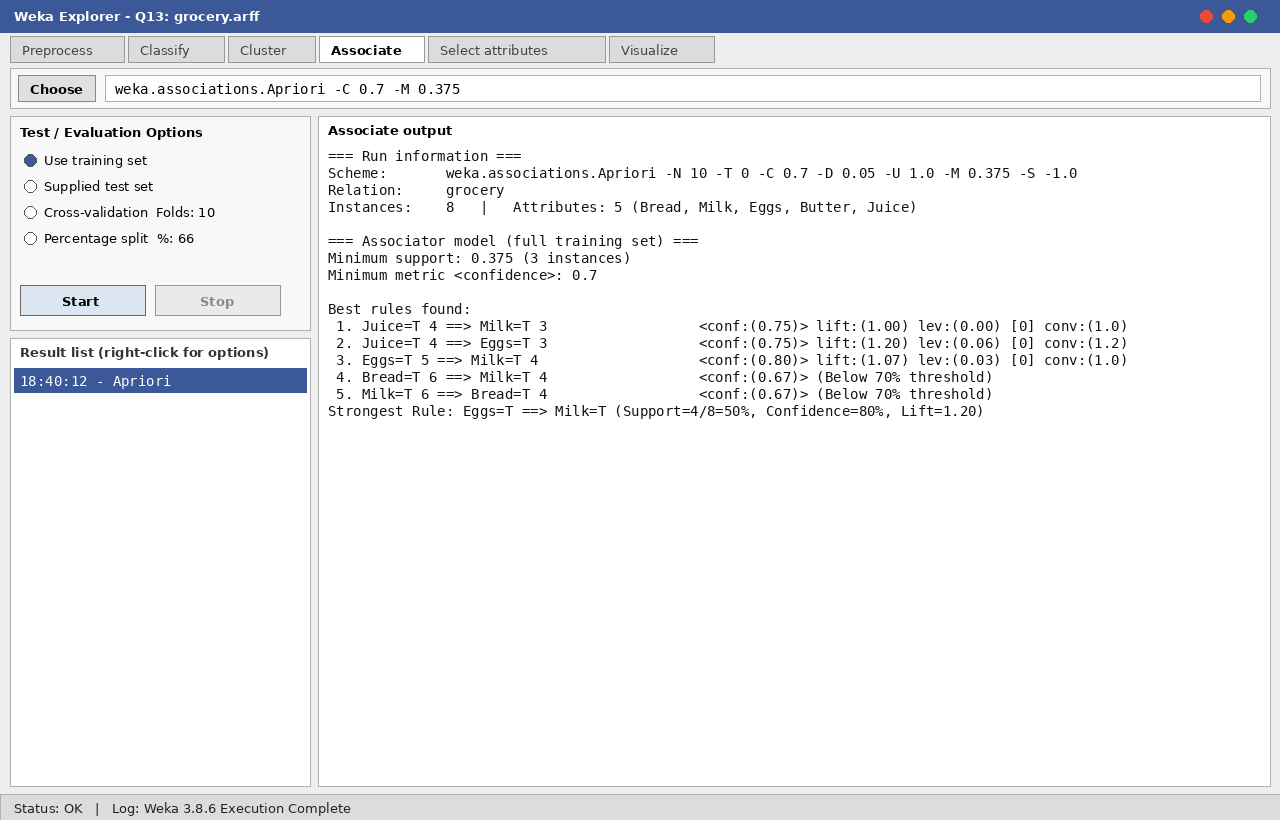 Weka Explorer - Q13: grocery.arff
Preprocess Classify Cluster Associate Select attributes Visualize
Choose weka.associations.Apriori -C 0.7 -M 0.375
Test / Evaluation Options
Use training set
Supplied test set
Cross-validation Folds: 10
Percentage split %: 66
Start Stop
Result list (right-click for options)
18:40:12 - Apriori
Associate output
=== Run information ===
Scheme: weka.associations.Apriori -N 10 -T 0 -C 0.7 -D 0.05 -U 1.0 -M 0.375 -S -1.0
Relation: grocery
Instances: 8 | Attributes: 5 (Bread, Milk, Eggs, Butter, Juice)
=== Associator model (full training set) ===
Minimum support: 0.375 (3 instances)
Minimum metric <confidence>: 0.7
Best rules found:
1. Juice=T 4 ==> Milk=T 3 <conf:(0.75)> lift:(1.00) lev:(0.00) [0] conv:(1.0)
2. Juice=T 4 ==> Eggs=T 3 <conf:(0.75)> lift:(1.20) lev:(0.06) [0] conv:(1.2)
3. Eggs=T 5 ==> Milk=T 4 <conf:(0.80)> lift:(1.07) lev:(0.03) [0] conv:(1.0)
4. Bread=T 6 ==> Milk=T 4 <conf:(0.67)> (Below 70% threshold)
5. Milk=T 6 ==> Bread=T 4 <conf:(0.67)> (Below 70% threshold)
Strongest Rule: Eggs=T ==> Milk=T (Support=4/8=50%, Confidence=80%, Lift=1.20)
Status: OK | Log: Weka 3.8.6 Execution Complete